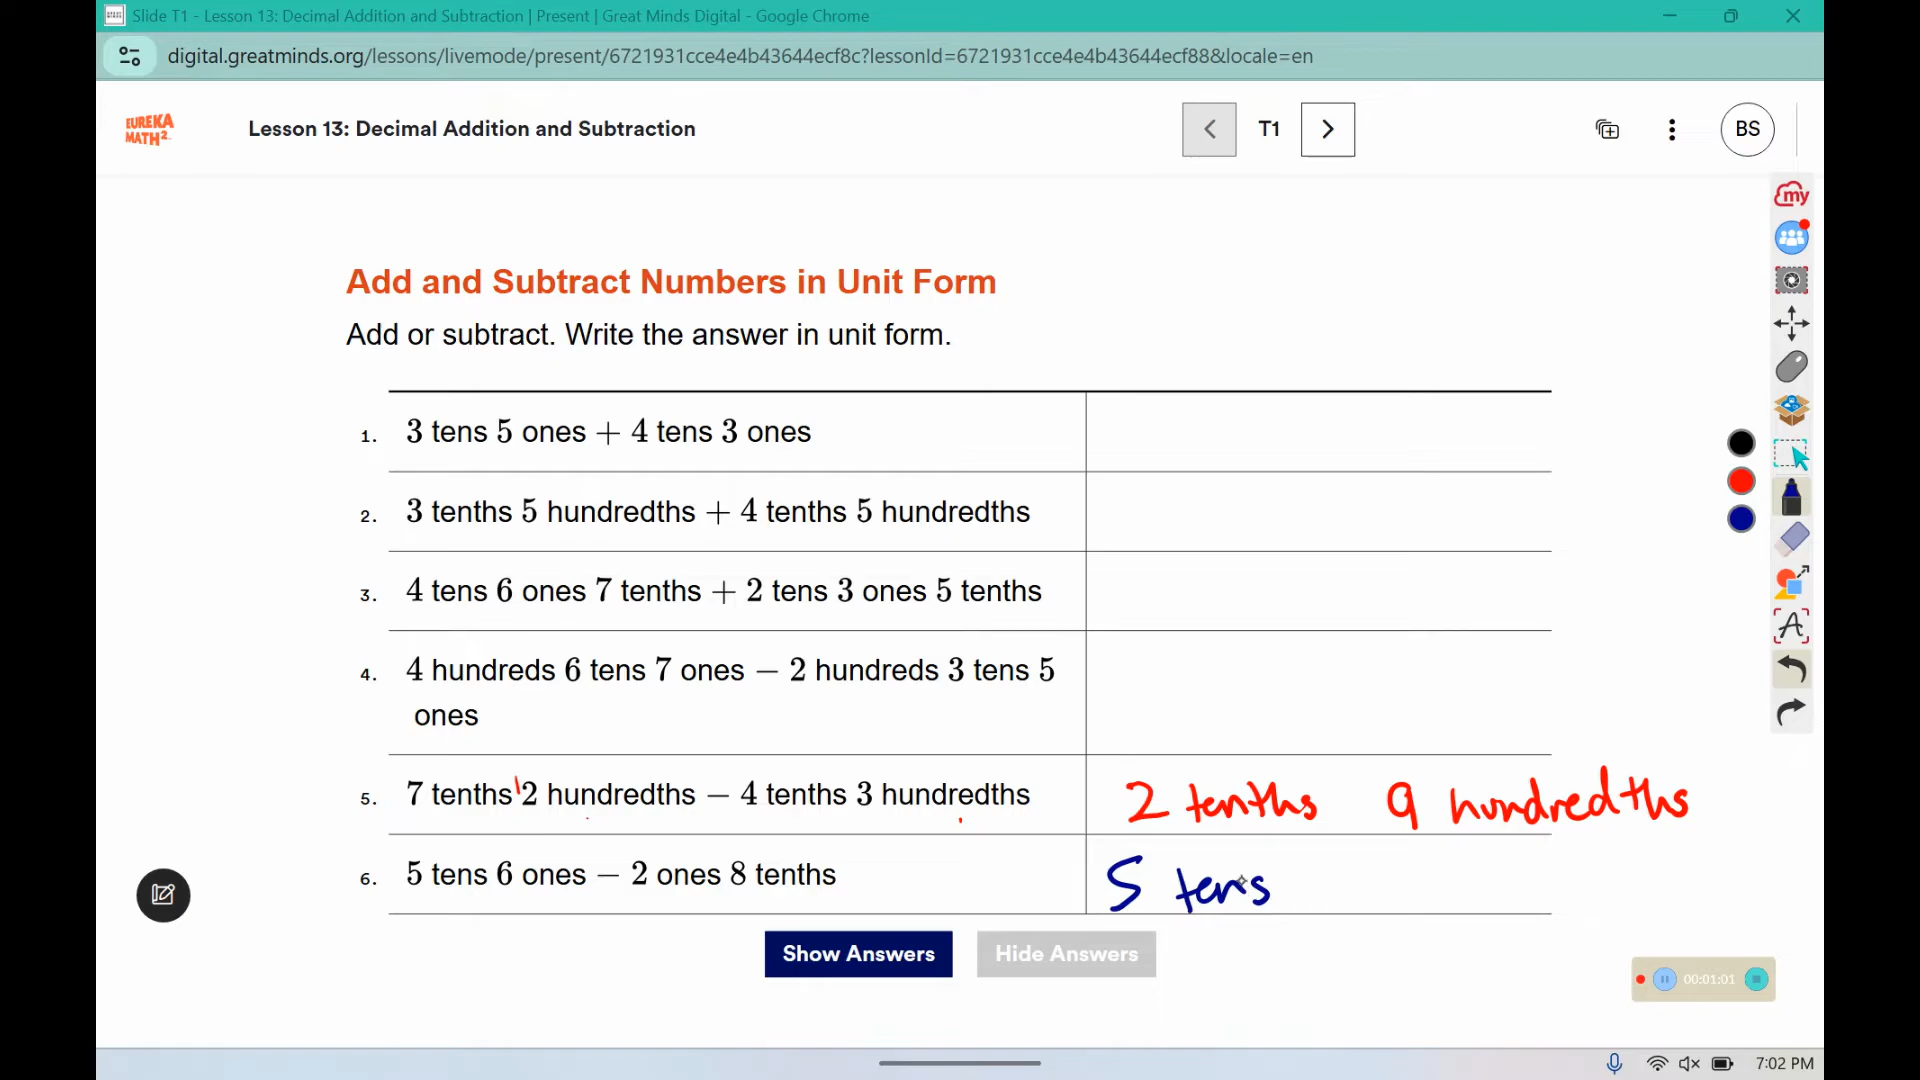 Slide T1 - Lesson 13: Decimal Addition and Subtraction | Present | Great Minds Digital - Google Chrome
digital.greatminds.org/lessons/livemode/present/6721931cce4e4b43644ecf8c?lessonId=6721931cce4e4b43644ecf88&locale=en
EUREKA
MATH²
Lesson 13: Decimal Addition and Subtraction
T1
BS
my
Add and Subtract Numbers in Unit Form
Add or subtract. Write the answer in unit form.
1. 3 tens 5 ones + 4 tens 3 ones
2. 3 tenths 5 hundredths + 4 tenths 5 hundredths
3. 4 tens 6 ones 7 tenths + 2 tens 3 ones 5 tenths
4. 4 hundreds 6 tens 7 ones − 2 hundreds 3 tens 5
ones
5. 7 tenths 12 hundredths − 4 tenths 3 hundredths 2 tenths 9 hundredths
6. 5 tens 6 ones − 2 ones 8 tenths 5 tens
Show Answers Hide Answers
00:01:01
7:02 PM